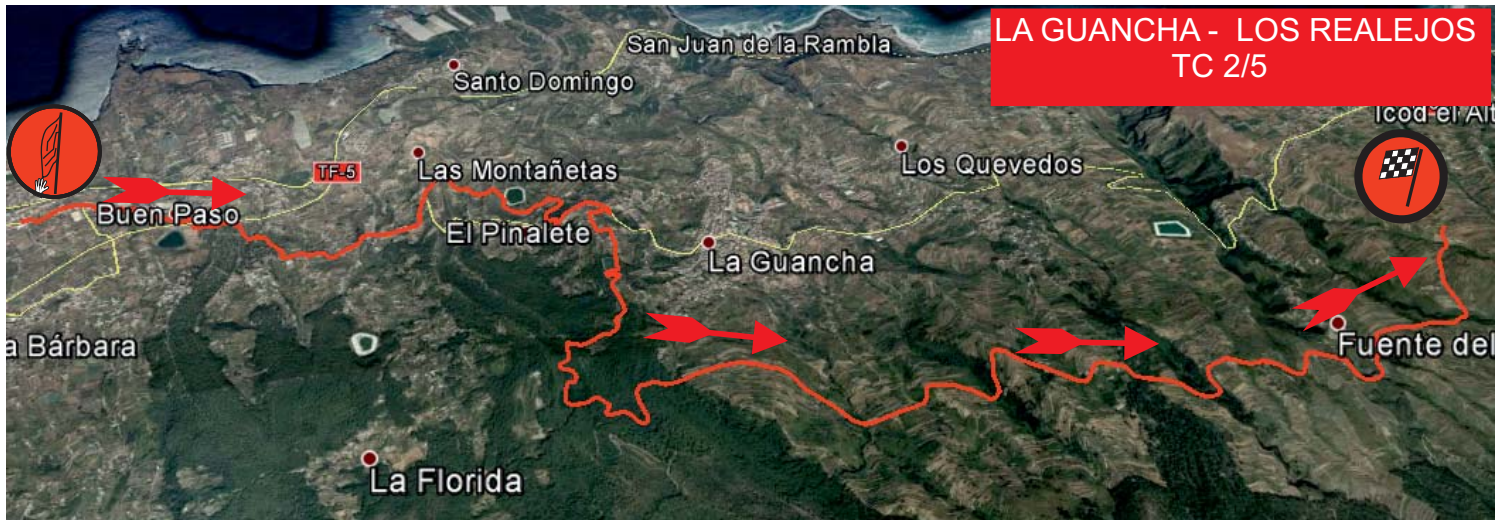 LA GUANCHA - LOS REALEJOS
TC 2/5
San Juan de la Rambla
Santo Domingo
Icod el Alt
TF-5
Las Montañetas
Los Quevedos
Buen Paso
El Pinalete
La Guancha
a Bárbara
Fuente del
La Florida